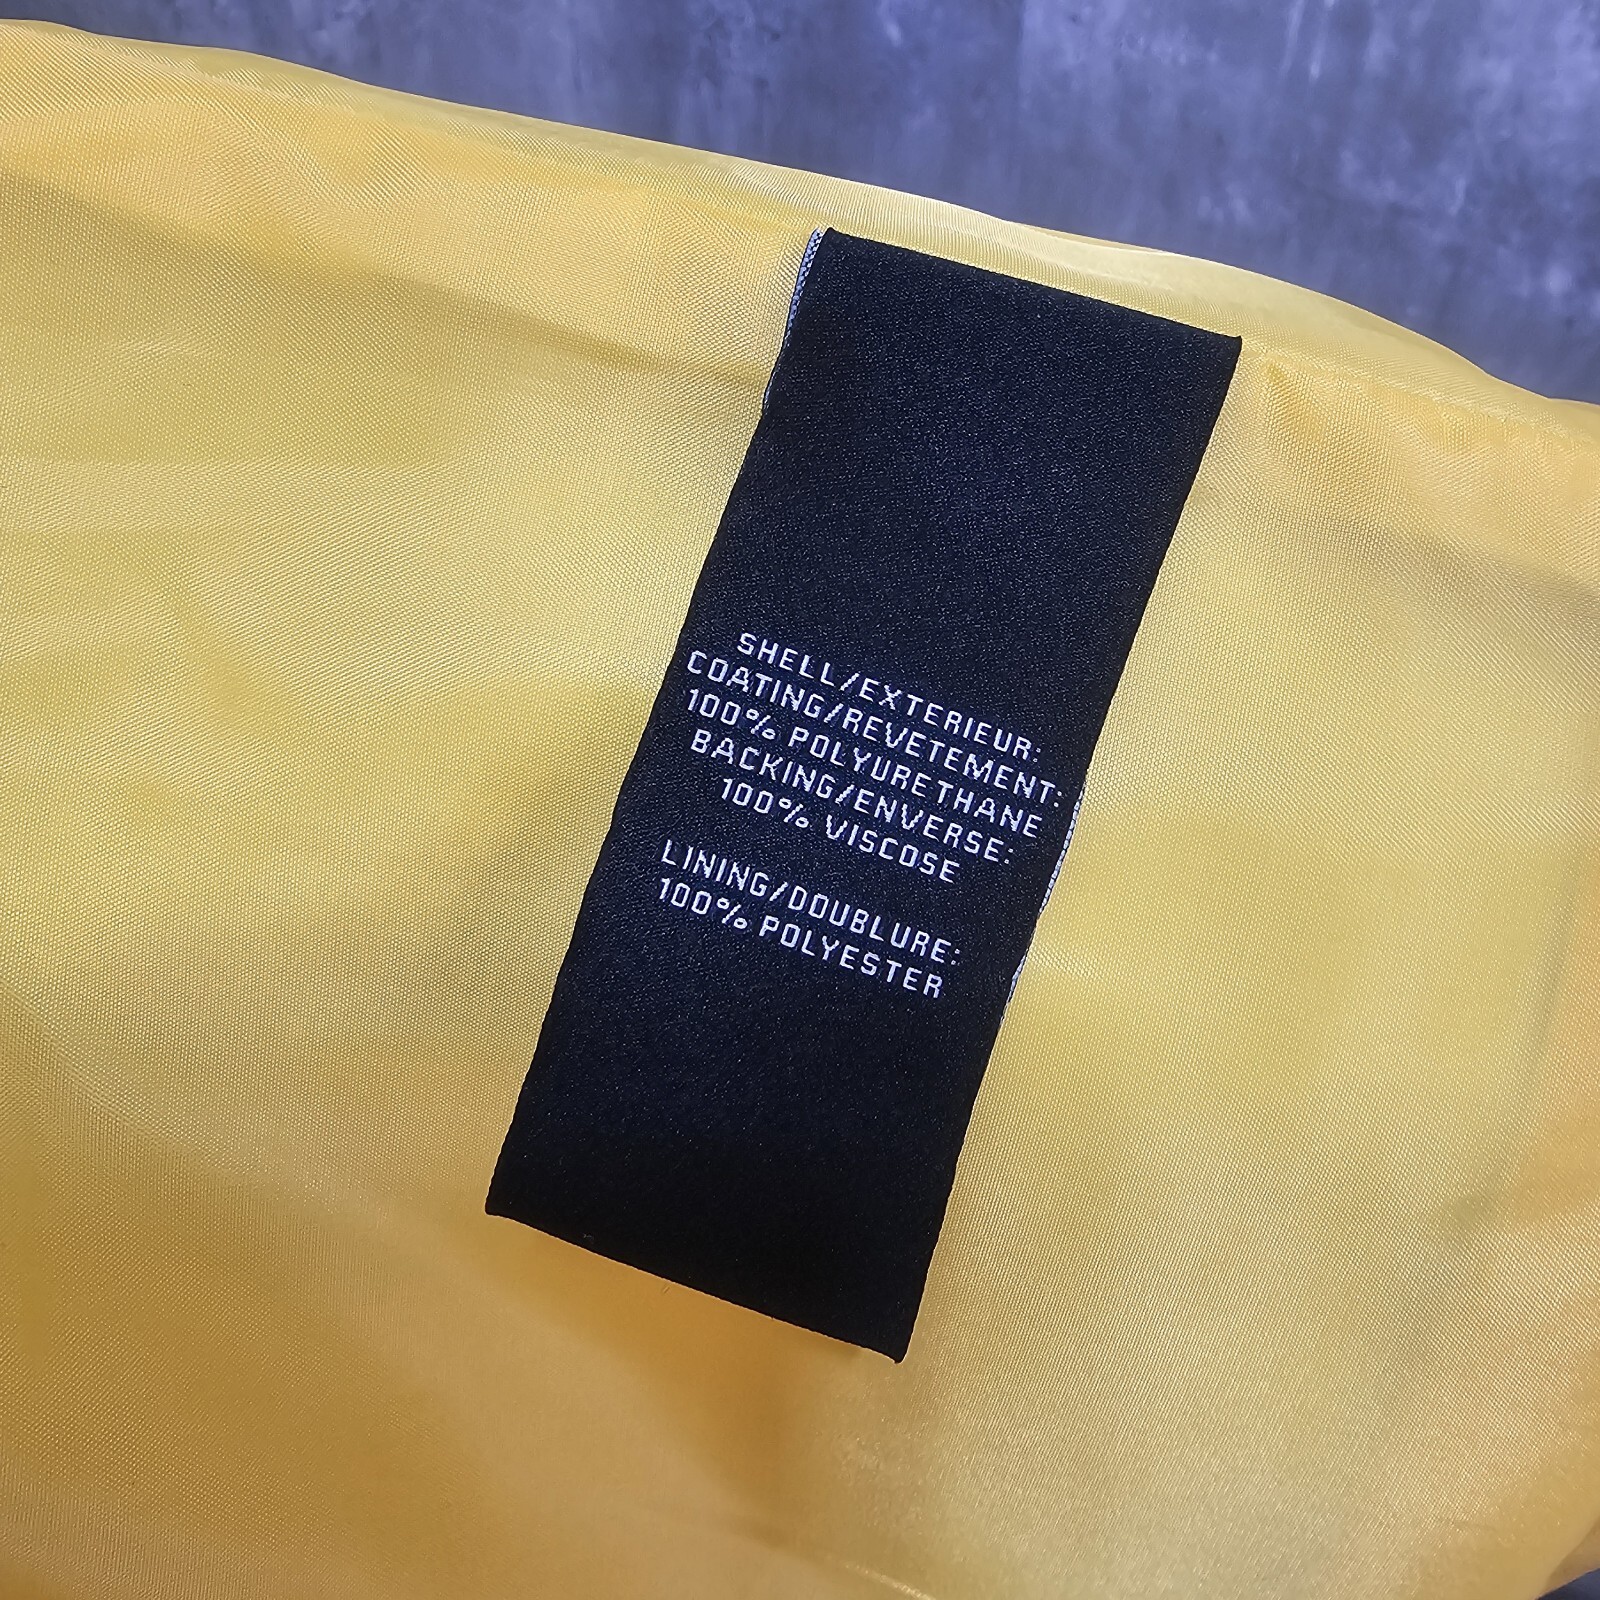 SHELL/EXTERIEUR:
COATING/REVETEMENT:
100% POLYURETHANE
BACKING/ENVERSE:
100% VISCOSE
LINING/DOUBLURE:
100% POLYESTER